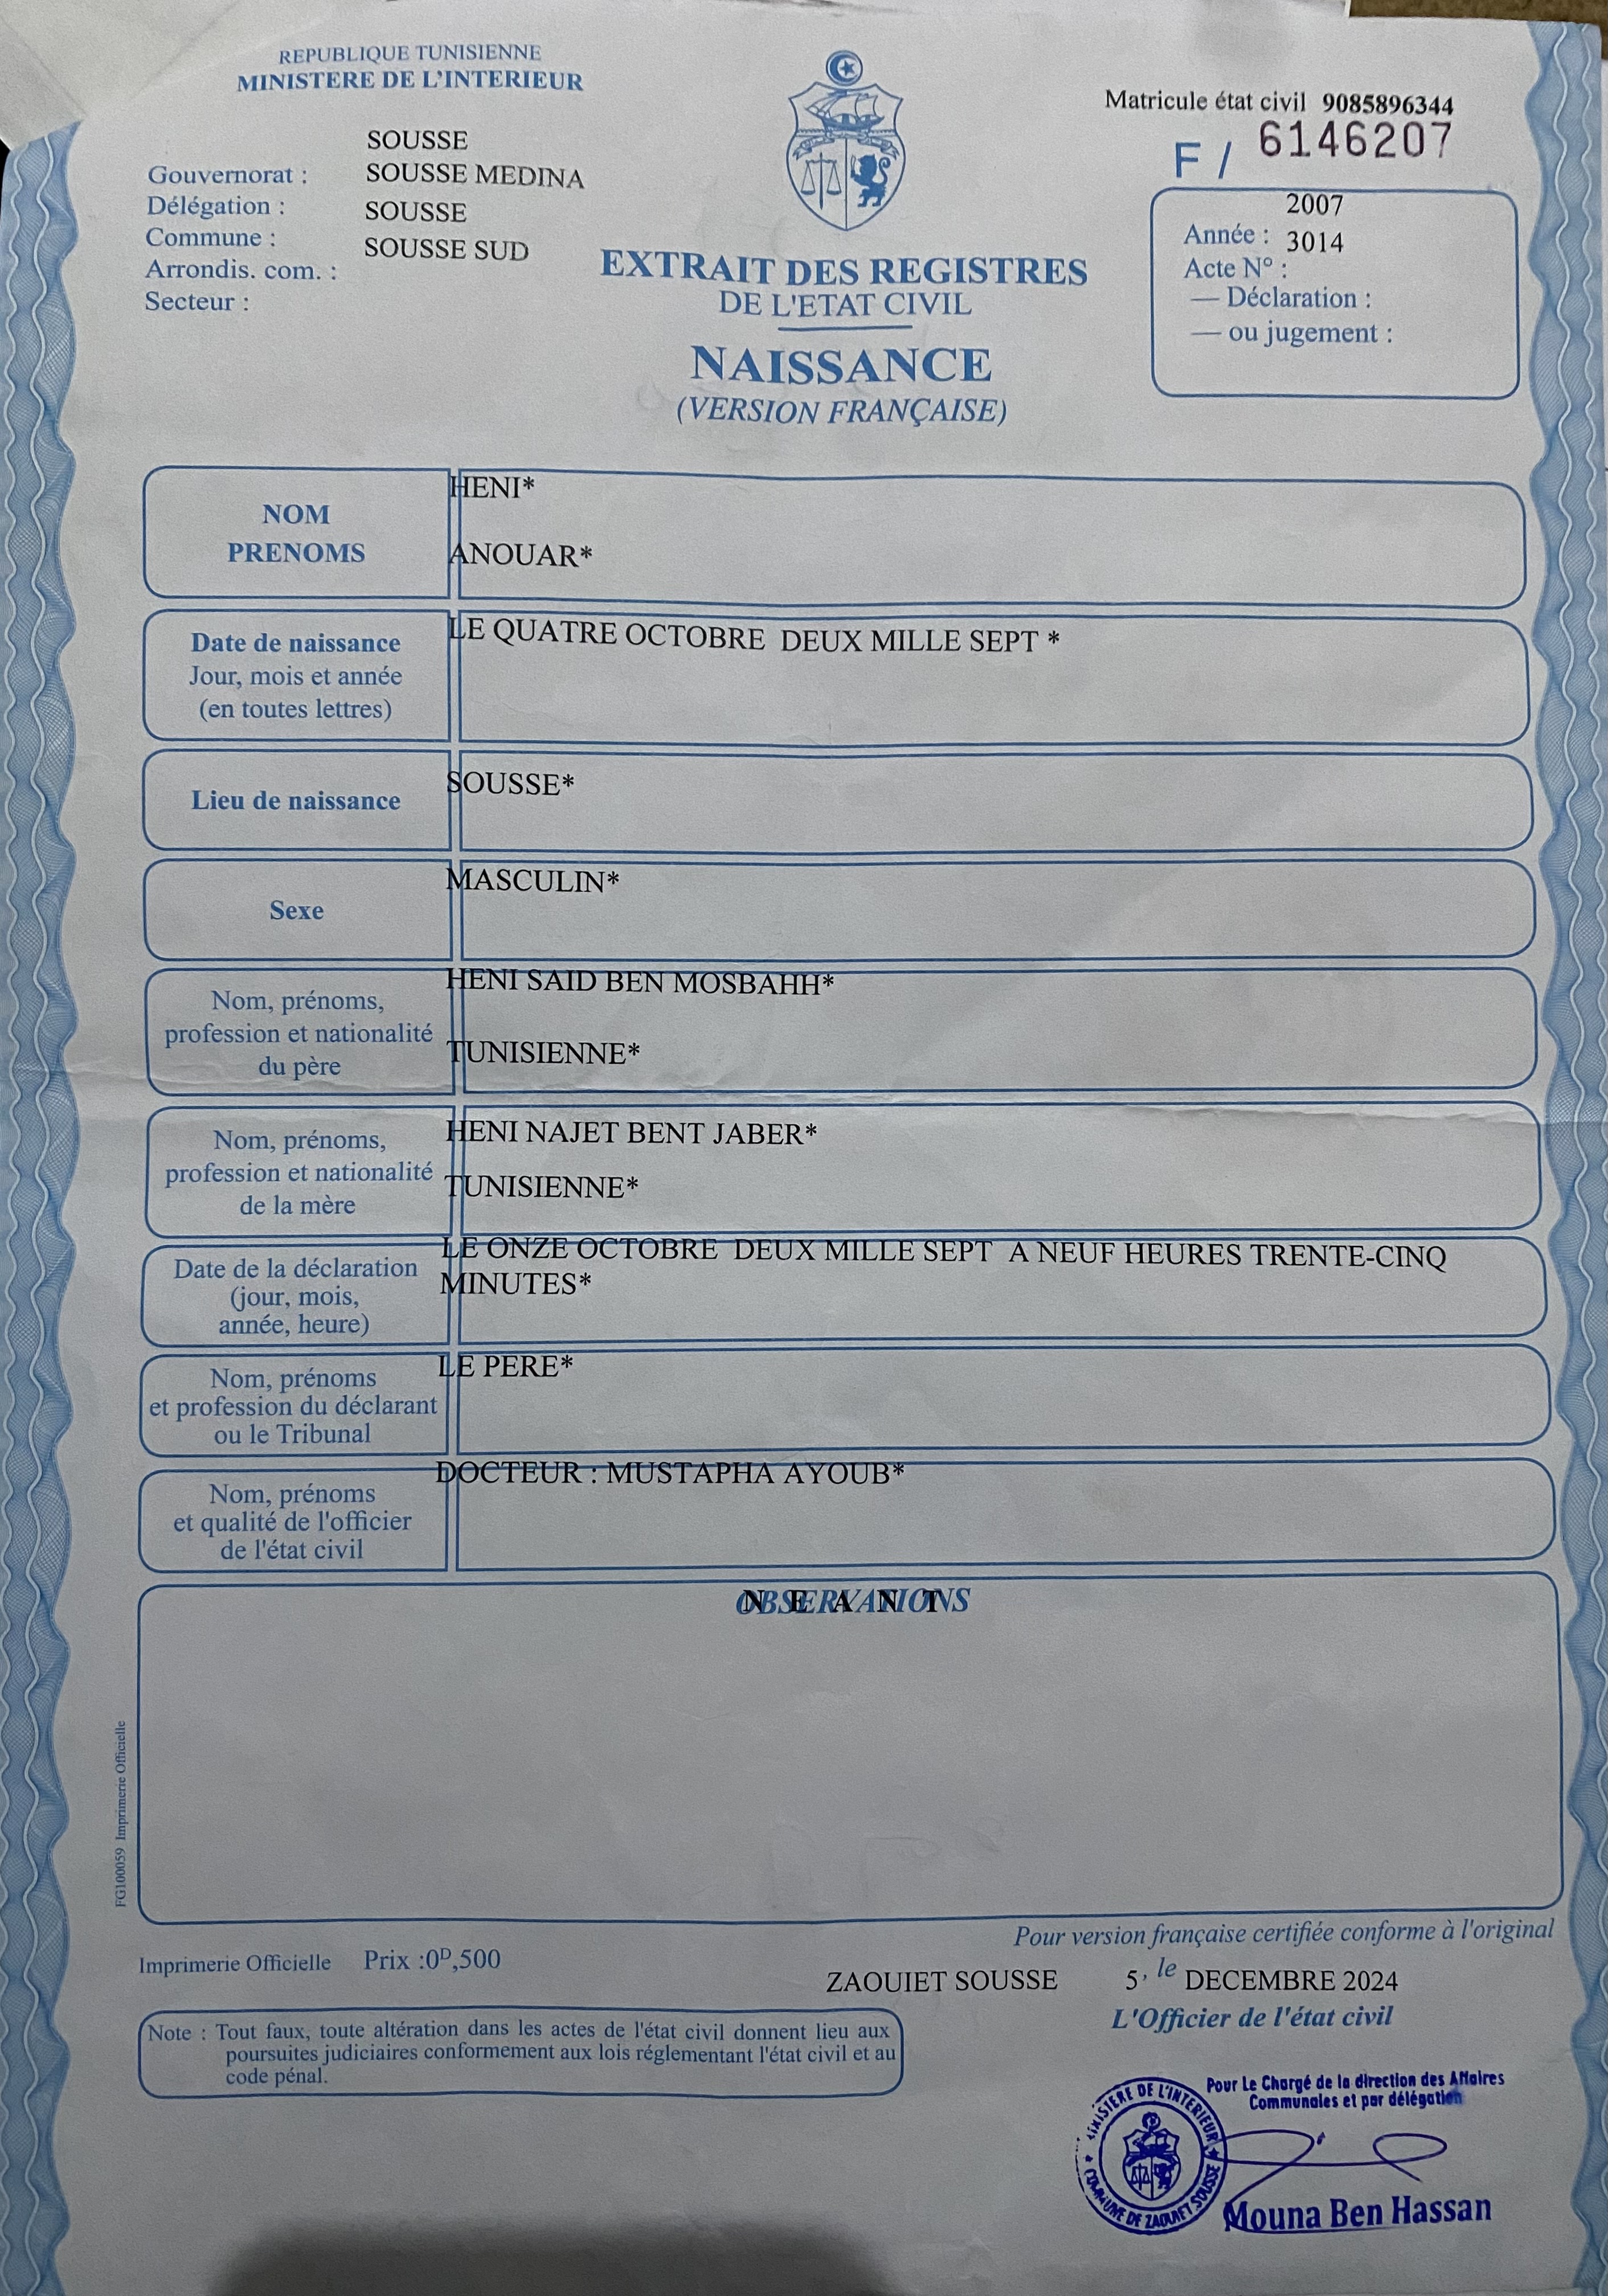 REPUBLIQUE TUNISIENNE
MINISTERE DE L'INTERIEUR
Matricule état civil 9085896344
F / 6146207
SOUSSE
Gouvernorat : SOUSSE MEDINA
Délégation : SOUSSE
Commune : SOUSSE SUD
Arrondis. com. :
Secteur :
2007
Année : 3014
Acte N° :
— Déclaration :
— ou jugement :
EXTRAIT DES REGISTRES
DE L'ETAT CIVIL
NAISSANCE
(VERSION FRANÇAISE)
NOM
PRENOMS
HENI*
ANOUAR*
Date de naissance
Jour, mois et année
(en toutes lettres)
LE QUATRE OCTOBRE DEUX MILLE SEPT *
Lieu de naissance
SOUSSE*
Sexe
MASCULIN*
Nom, prénoms,
profession et nationalité
du père
HENI SAID BEN MOSBAHH*
TUNISIENNE*
Nom, prénoms,
profession et nationalité
de la mère
HENI NAJET BENT JABER*
TUNISIENNE*
Date de la déclaration
(jour, mois,
année, heure)
LE ONZE OCTOBRE DEUX MILLE SEPT A NEUF HEURES TRENTE-CINQ
MINUTES*
Nom, prénoms
et profession du déclarant
ou le Tribunal
LE PERE*
Nom, prénoms
et qualité de l'officier
de l'état civil
DOCTEUR : MUSTAPHA AYOUB*
OBSERVATIONS
N E A N T
FG100059 Imprimerie Officielle
Pour version française certifiée conforme à l'original
Imprimerie Officielle Prix :0ᴰ,500
ZAOUIET SOUSSE 5, le DECEMBRE 2024
L'Officier de l'état civil
Note : Tout faux, toute altération dans les actes de l'état civil donnent lieu aux
poursuites judiciaires conformement aux lois réglementant l'état civil et au
code pénal.
Pour Le Chargé de la direction des Affaires
Communales et par délégation
MINISTERE DE L'INTERIEUR
COMMUNE DE ZAOUIET SOUSSE
Mouna Ben Hassan